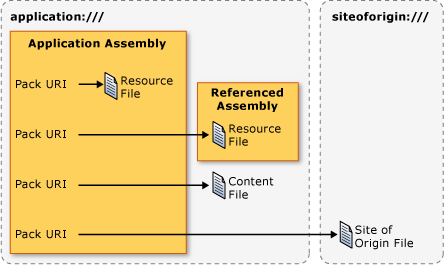 application:///
siteoforigin:///
Application Assembly
Pack URI
Resource
File
Referenced
Assembly
Pack URI
Resource
File
Pack URI
Content
File
Pack URI
Site of
Origin File